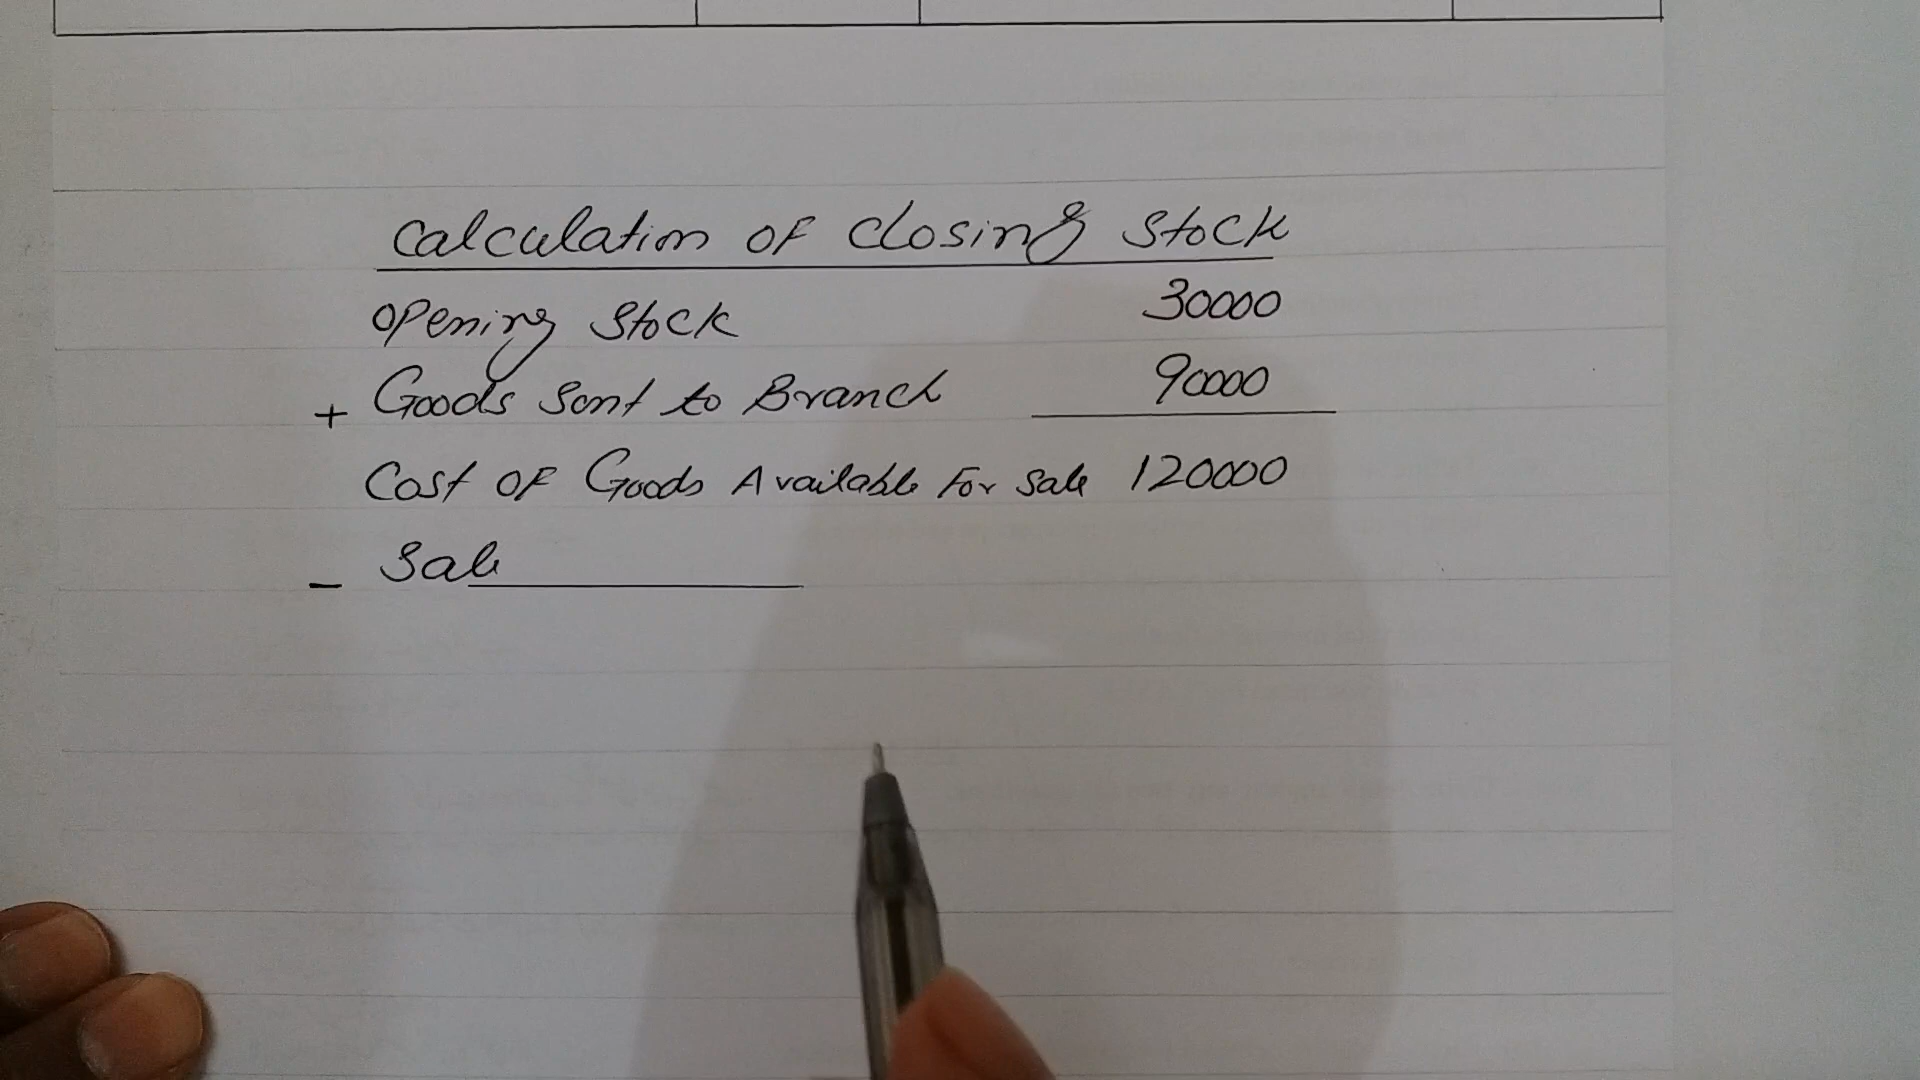 Calculation OF Closing Stock
Opening Stock 30000
+ Goods Sent to Branch 90000
Cost OF Goods Available For Sale 120000
- Sale